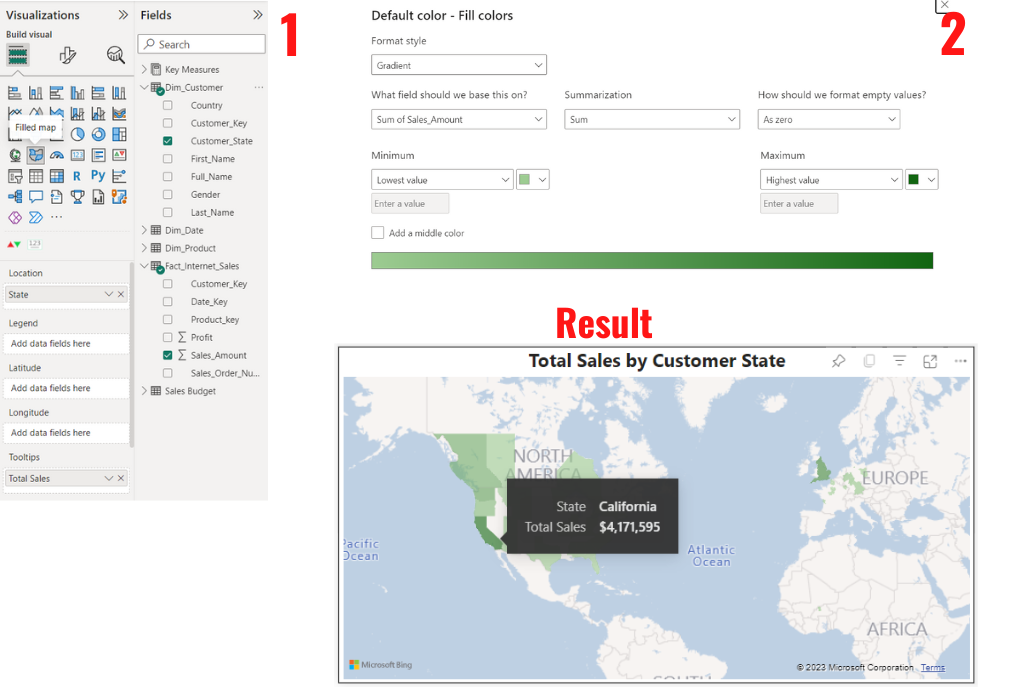 Visualizations
Build visual
Filled map
123
R
Py
123
Location
State
Legend
Add data fields here
Latitude
Add data fields here
Longitude
Add data fields here
Tooltips
Total Sales
Fields
Search
Key Measures
Dim_Customer
Country
Customer_Key
Customer_State
First_Name
Full_Name
Gender
Last_Name
Dim_Date
Dim_Product
Fact_Internet_Sales
Customer_Key
Date_Key
Product_key
Profit
Sales_Amount
Sales_Order_Nu...
Sales Budget
1
Default color - Fill colors
2
Format style
Gradient
What field should we base this on?
Summarization
How should we format empty values?
Sum of Sales_Amount
Sum
As zero
Minimum
Maximum
Lowest value
Highest value
Enter a value
Enter a value
Add a middle color
Result
Total Sales by Customer State
NORTH
AMERICA
EUROPE
State California
Total Sales $4,171,595
Pacific
Ocean
Atlantic
Ocean
AFRICA
SOUTH
Microsoft Bing
© 2023 Microsoft Corporation Terms